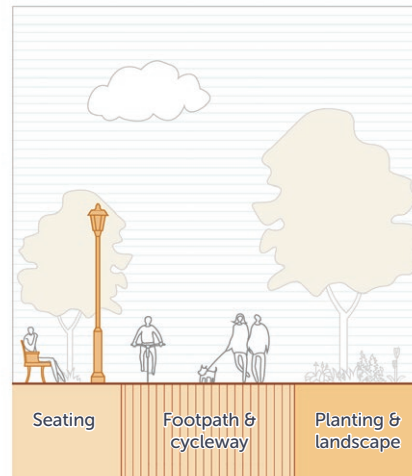 Seating
Footpath &
cycleway
Planting &
landscape